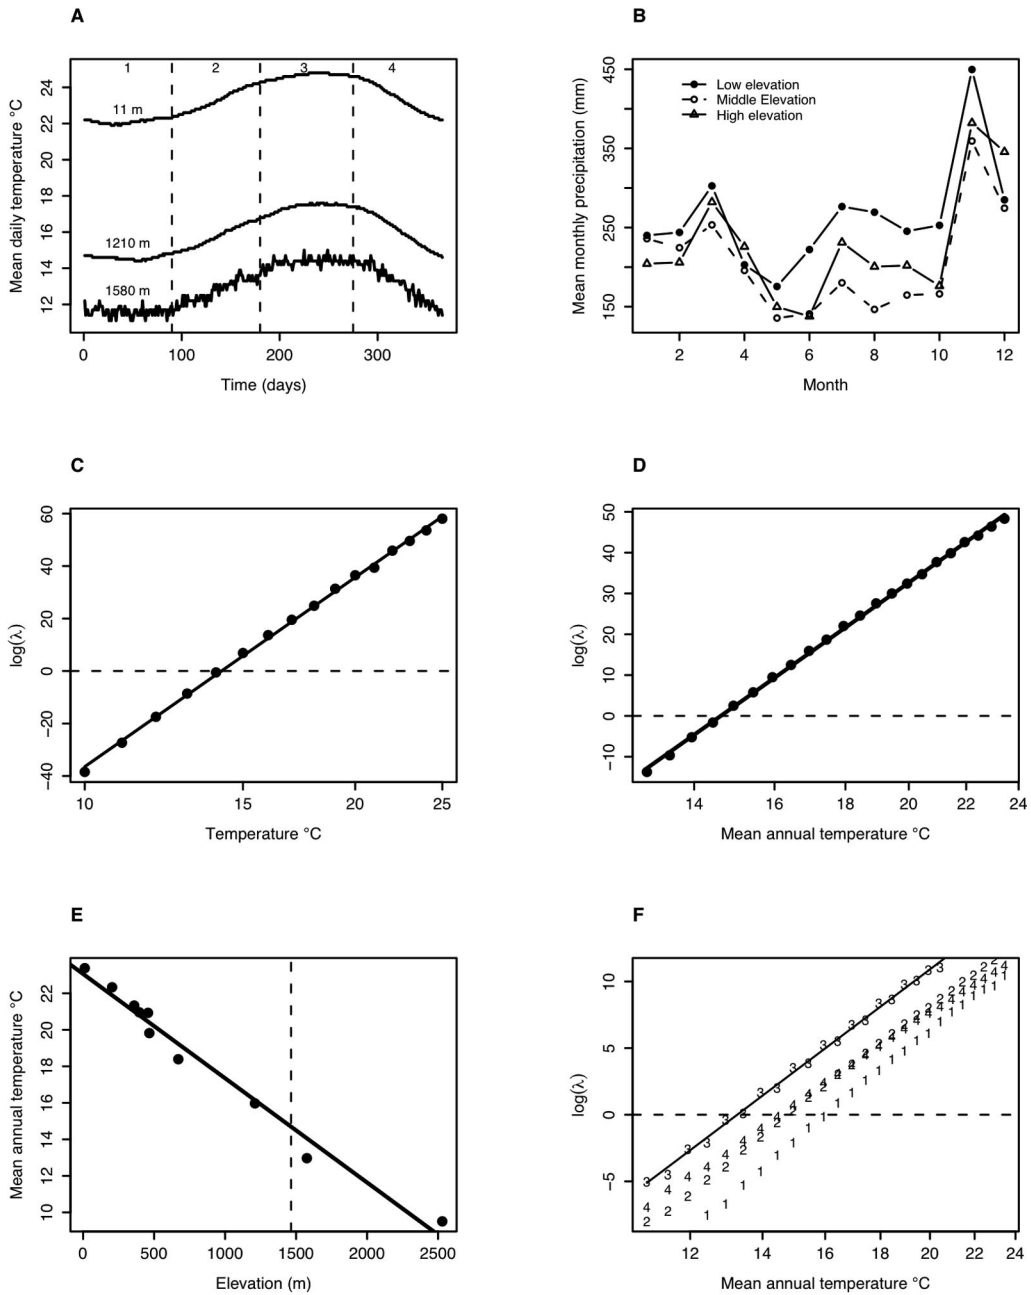 A
Mean daily temperature °C
24
22
20
18
16
14
12
1 2 3 4
11 m
1210 m
1580 m
0 100 200 300
Time (days)
B
Mean monthly precipitation (mm)
450
350
250
150
Low elevation
Middle Elevation
High elevation
2 4 6 8 10 12
Month
C
log(λ)
60
40
20
0
−20
−40
10 15 20 25
Temperature °C
D
log(λ)
50
40
30
20
10
0
−10
14 16 18 20 22 24
Mean annual temperature °C
E
Mean annual temperature °C
22
20
18
16
14
12
10
0 500 1000 1500 2000 2500
Elevation (m)
F
log(λ)
10
5
0
−5
12 14 16 18 20 22 24
Mean annual temperature °C